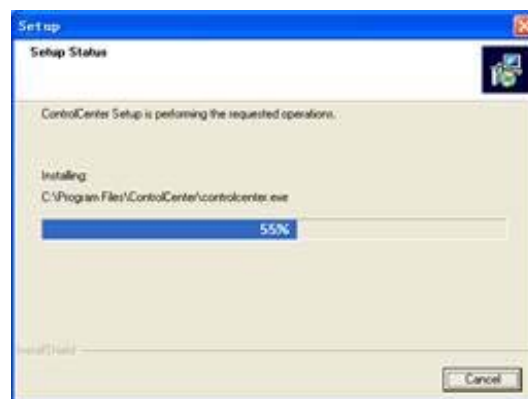 Setup
Setup Status
ControlCenter Setup is performing the requested operations.
Installing:
C:\Program Files\ControlCenter\controlcenter.exe
55%
InstallShield
Cancel